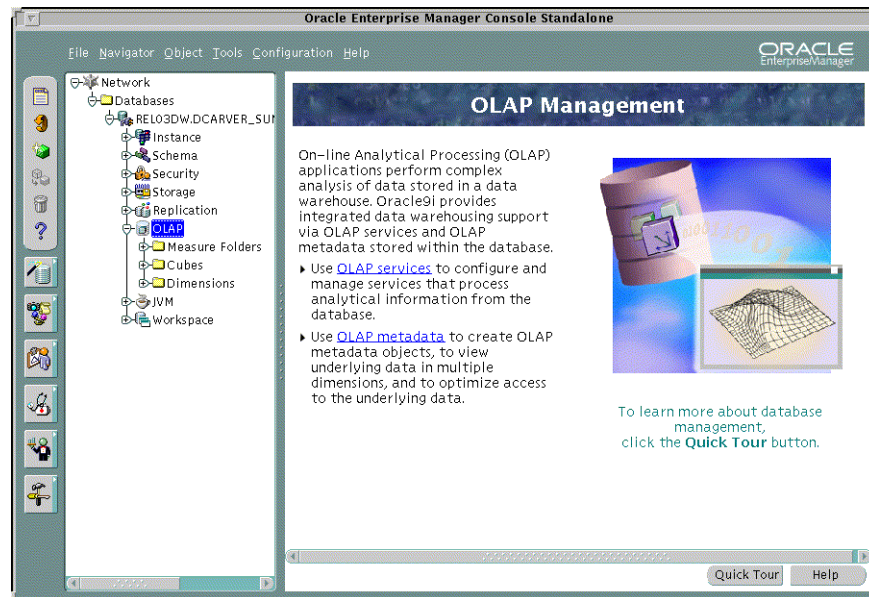 Oracle Enterprise Manager Console Standalone
File Navigator Object Tools Configuration Help
ORACLE
EnterpriseManager
Network
Databases
REL03DW.DCARVER_SU
Instance
Schema
Security
Storage
Replication
OLAP
Measure Folders
Cubes
Dimensions
JVM
Workspace
OLAP Management
On-line Analytical Processing (OLAP)
applications perform complex
analysis of data stored in a data
warehouse. Oracle9i provides
integrated data warehousing support
via OLAP services and OLAP
metadata stored within the database.
Use OLAP services to configure and
manage services that process
analytical information from the
database.
Use OLAP metadata to create OLAP
metadata objects, to view
underlying data in multiple
dimensions, and to optimize access
to the underlying data.
To learn more about database
management,
click the Quick Tour button.
Quick Tour Help